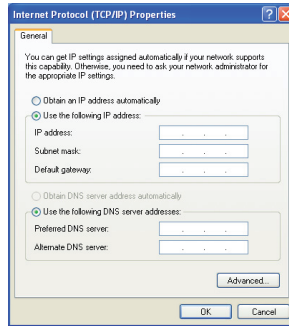 Internet Protocol (TCP/IP) Properties
General
You can get IP settings assigned automatically if your network supports
this capability. Otherwise, you need to ask your network administrator for
the appropriate IP settings.
Obtain an IP address automatically
Use the following IP address:
IP address:
Subnet mask:
Default gateway:
Obtain DNS server address automatically
Use the following DNS server addresses:
Preferred DNS server:
Alternate DNS server:
Advanced...
OK Cancel